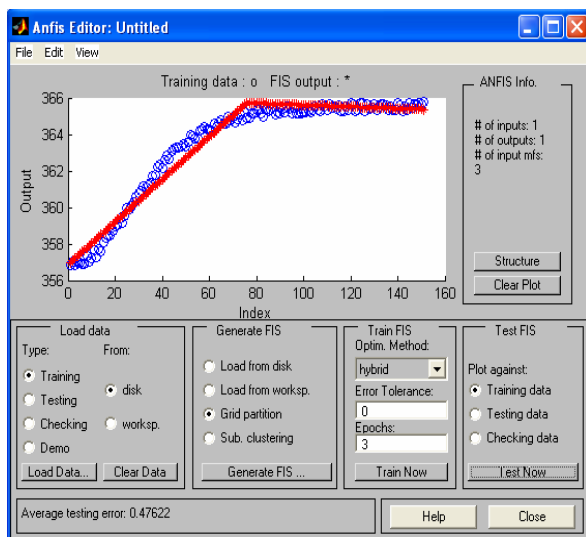 Anfis Editor: Untitled
File Edit View
Training data : o FIS output : *
366
364
362
360
358
356
Output
0 20 40 60 80 100 120 140 160
Index
ANFIS Info.
# of inputs: 1
# of outputs: 1
# of input mfs:
3
Structure
Clear Plot
Load data
Type: From:
Training
Testing
Checking
Demo
disk
worksp.
Load Data... Clear Data
Generate FIS
Load from disk
Load from worksp.
Grid partition
Sub. clustering
Generate FIS ...
Train FIS
Optim. Method:
hybrid
Error Tolerance:
0
Epochs:
3
Train Now
Test FIS
Plot against:
Training data
Testing data
Checking data
Test Now
Average testing error: 0.47622
Help Close